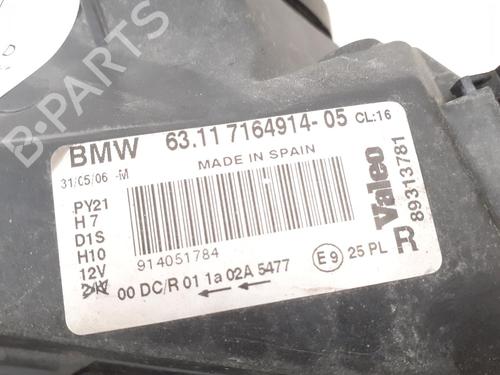 BMW 63.11 7164914-05 CL:16
MADE IN SPAIN
31/05/06 -M
PY21
H7
D1S
H10
12V
24V
914051784
00 DC/R 01 1a 02A 5477
E9 25 PL
Valeo
89313781
R
B-PARTS